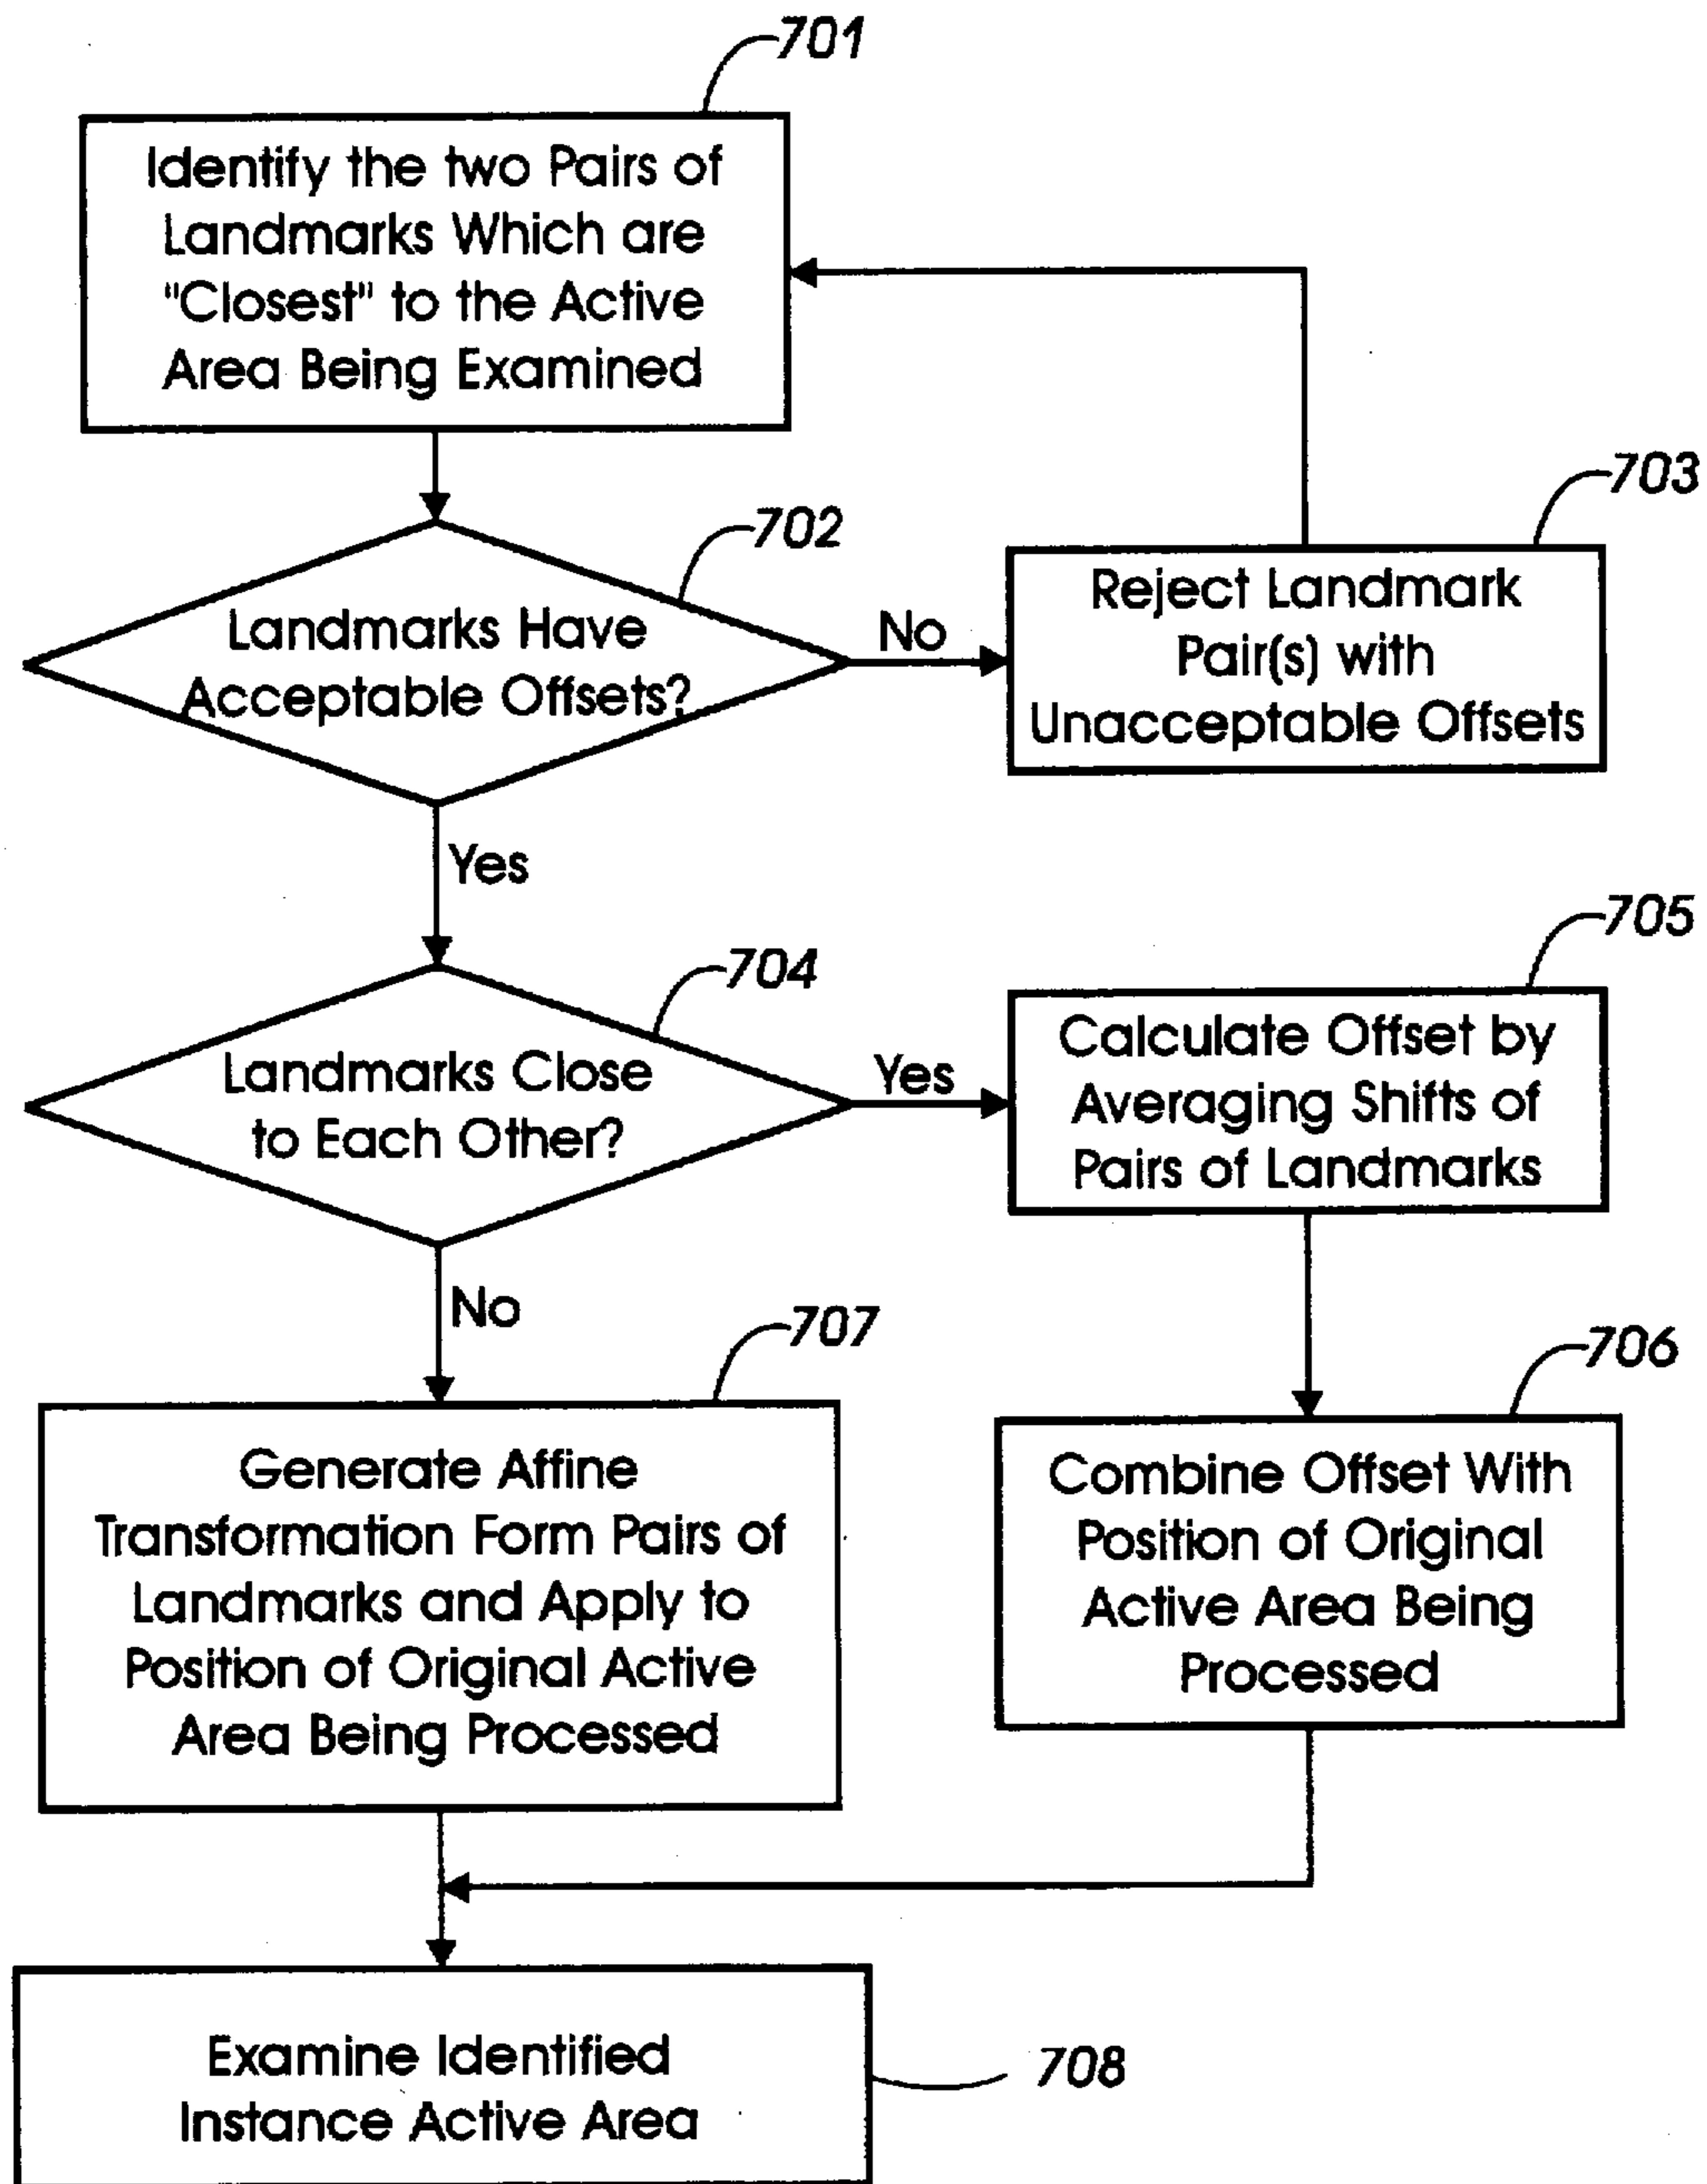 701
Identify the two Pairs of
Landmarks Which are
"Closest" to the Active
Area Being Examined
702
Landmarks Have
Acceptable Offsets?
No
703
Reject Landmark
Pair(s) with
Unacceptable Offsets
Yes
704
Landmarks Close
to Each Other?
Yes
705
Calculate Offset by
Averaging Shifts of
Pairs of Landmarks
No
707
Generate Affine
Transformation Form Pairs of
Landmarks and Apply to
Position of Original Active
Area Being Processed
706
Combine Offset With
Position of Original
Active Area Being
Processed
Examine Identified
Instance Active Area
708